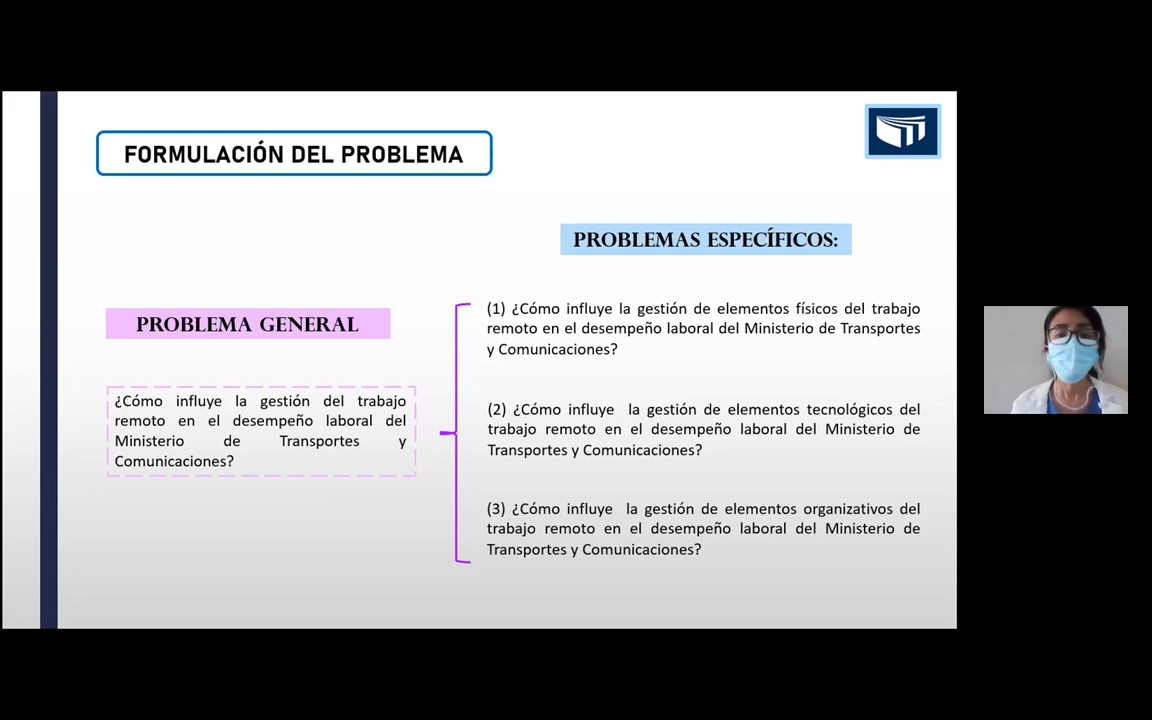 FORMULACIÓN DEL PROBLEMA
PROBLEMA GENERAL
¿Cómo influye la gestión del trabajo
remoto en el desempeño laboral del
Ministerio de Transportes y
Comunicaciones?
PROBLEMAS ESPECÍFICOS:
(1) ¿Cómo influye la gestión de elementos físicos del trabajo
remoto en el desempeño laboral del Ministerio de Transportes
y Comunicaciones?
(2) ¿Cómo influye la gestión de elementos tecnológicos del
trabajo remoto en el desempeño laboral del Ministerio de
Transportes y Comunicaciones?
(3) ¿Cómo influye la gestión de elementos organizativos del
trabajo remoto en el desempeño laboral del Ministerio de
Transportes y Comunicaciones?